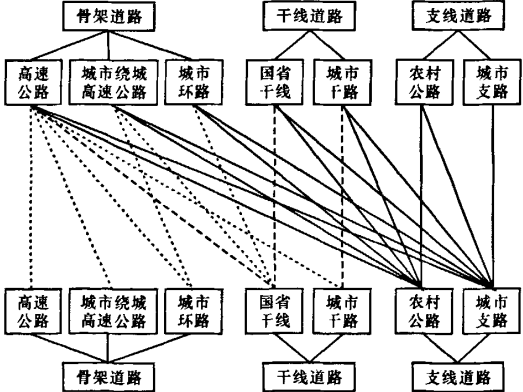 骨架道路 干线道路 支线道路
高速 城市绕城 城市 国省 城市 农村 城市
公路 高速公路 环路 干线 干路 公路 支路
高速 城市绕城 城市 国省 城市 农村 城市
公路 高速公路 环路 干线 干路 公路 支路
骨架道路 干线道路 支线道路